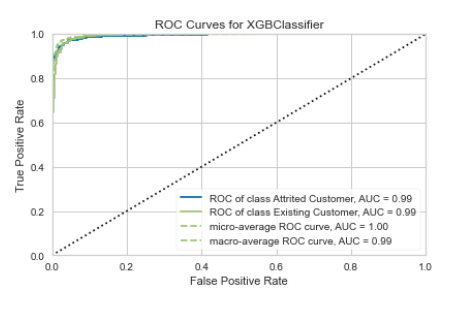 ROC Curves for XGBClassifier
1.0
0.8
0.6
0.4
0.2
0.0
True Positive Rate
ROC of class Attrited Customer, AUC = 0.99
ROC of class Existing Customer, AUC = 0.99
micro-average ROC curve, AUC = 1.00
macro-average ROC curve, AUC = 0.99
0.0 0.2 0.4 0.6 0.8 1.0
False Positive Rate